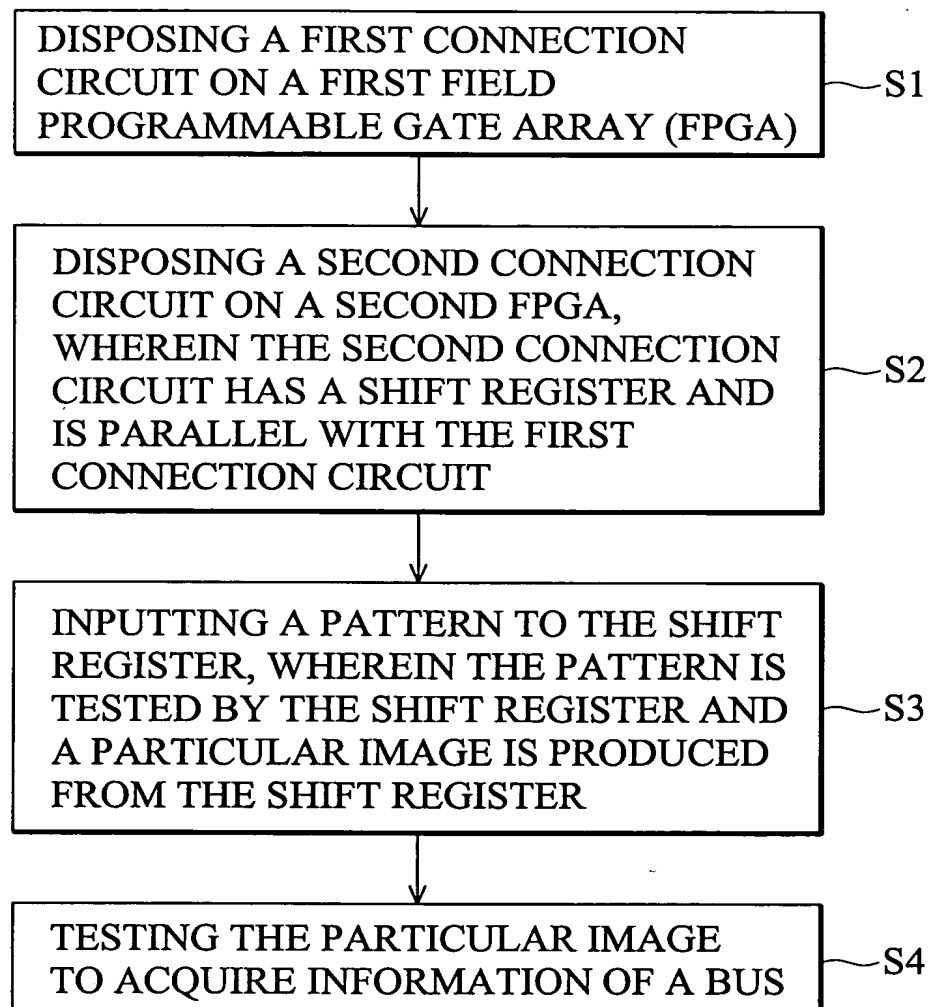 DISPOSING A FIRST CONNECTION
CIRCUIT ON A FIRST FIELD
PROGRAMMABLE GATE ARRAY (FPGA)
S1
DISPOSING A SECOND CONNECTION
CIRCUIT ON A SECOND FPGA,
WHEREIN THE SECOND CONNECTION
CIRCUIT HAS A SHIFT REGISTER AND
IS PARALLEL WITH THE FIRST
CONNECTION CIRCUIT
S2
INPUTTING A PATTERN TO THE SHIFT
REGISTER, WHEREIN THE PATTERN IS
TESTED BY THE SHIFT REGISTER AND
A PARTICULAR IMAGE IS PRODUCED
FROM THE SHIFT REGISTER
S3
TESTING THE PARTICULAR IMAGE
TO ACQUIRE INFORMATION OF A BUS
S4